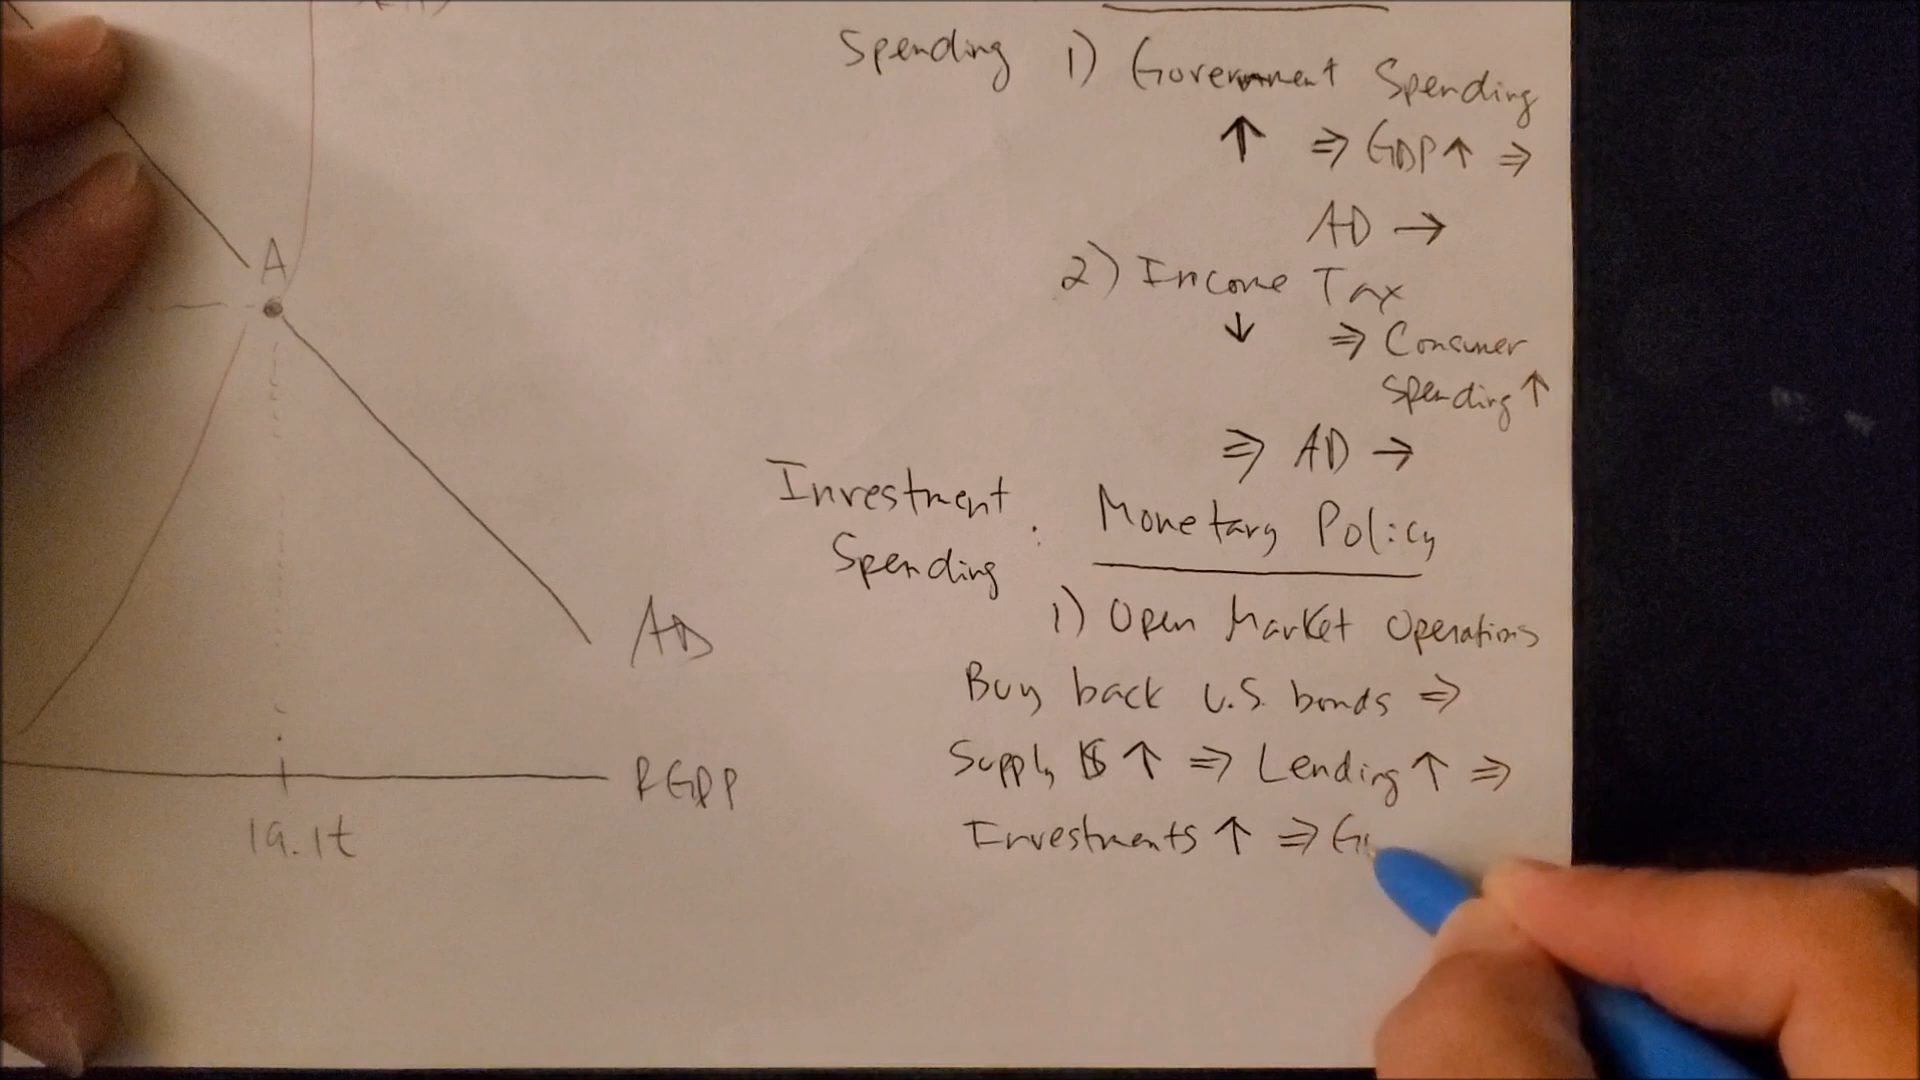 Spending 1) Government Spending
↑ ⇒ GDP↑ ⇒
AD →
2) Income Tax
↓ ⇒ Consumer
spending ↑
⇒ AD →
Investment
Spending : Monetary Policy
1) Open Market Operations
Buy back U.S. bonds ⇒
Supply $ ↑ ⇒ Lending ↑ ⇒
Investments ↑ ⇒ G
A
AD
RGDP
19.1t